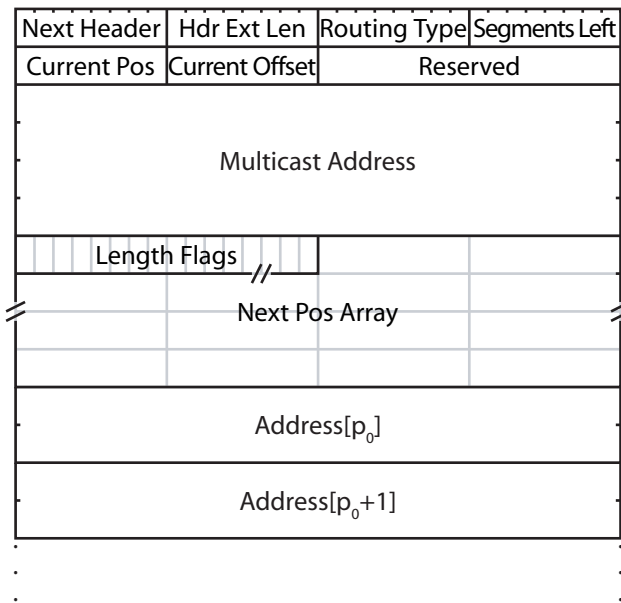 Next Header Hdr Ext Len Routing Type Segments Left
Current Pos Current Offset Reserved
Multicast Address
Length Flags
Next Pos Array
Address[p₀]
Address[p₀+1]